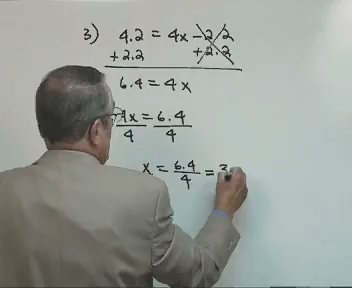 3) 4.2 = 4x - 2.2
+ 2.2 + 2.2
6.4 = 4x
4x/4 = 6.4/4
x = 6.4/4 =